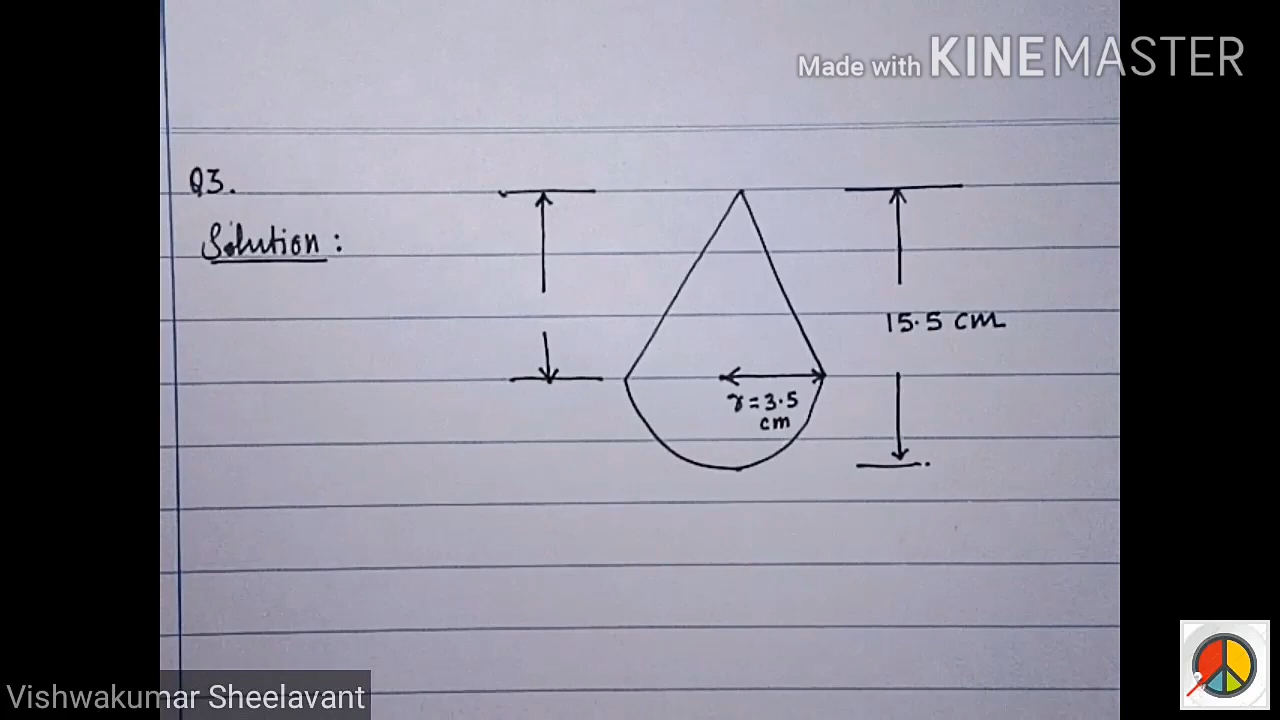 Made with KINEMASTER
Q3.
Solution :
15.5 cm
r = 3.5
cm
Vishwakumar Sheelavant